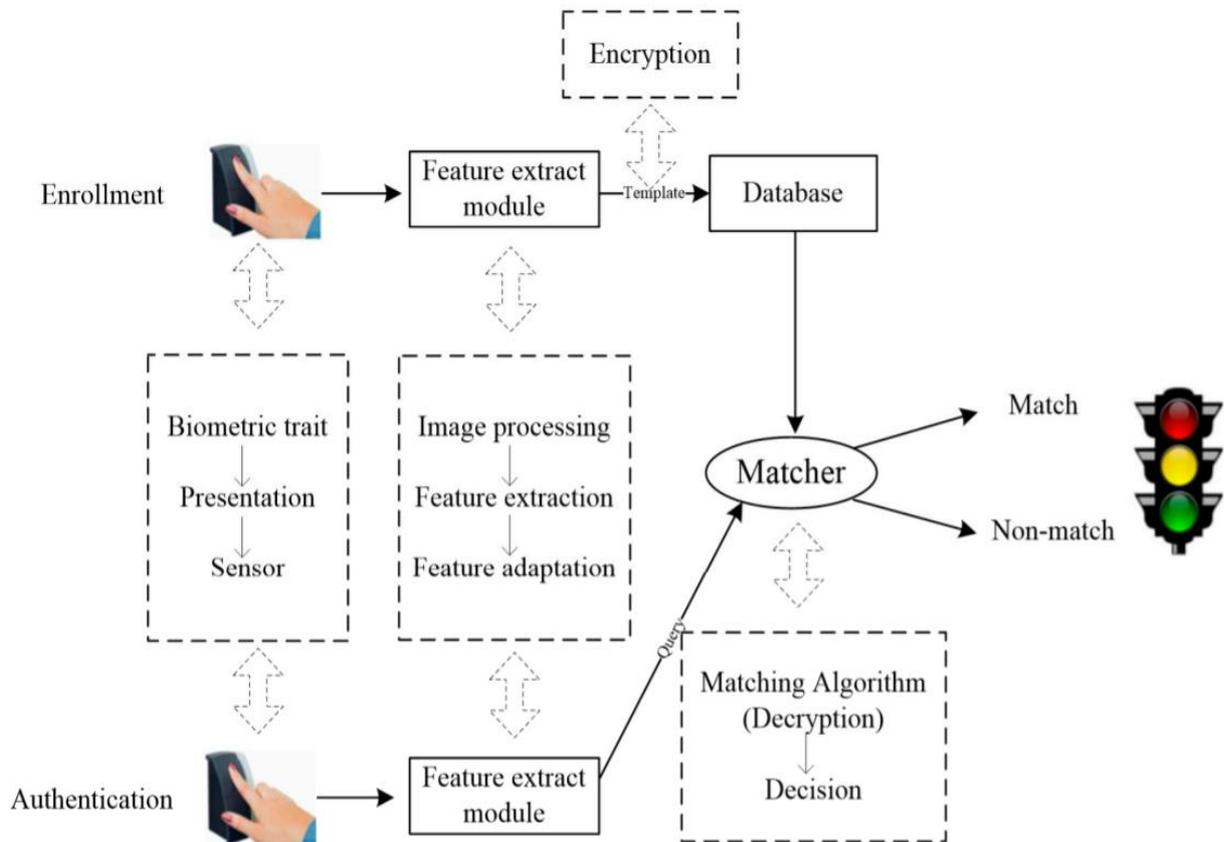 Encryption
Enrollment
Feature extract
module
Template
Database
Biometric trait
Presentation
Sensor
Image processing
Feature extraction
Feature adaptation
Matcher
Match
Non-match
Query
Matching Algorithm
(Decryption)
Decision
Authentication
Feature extract
module